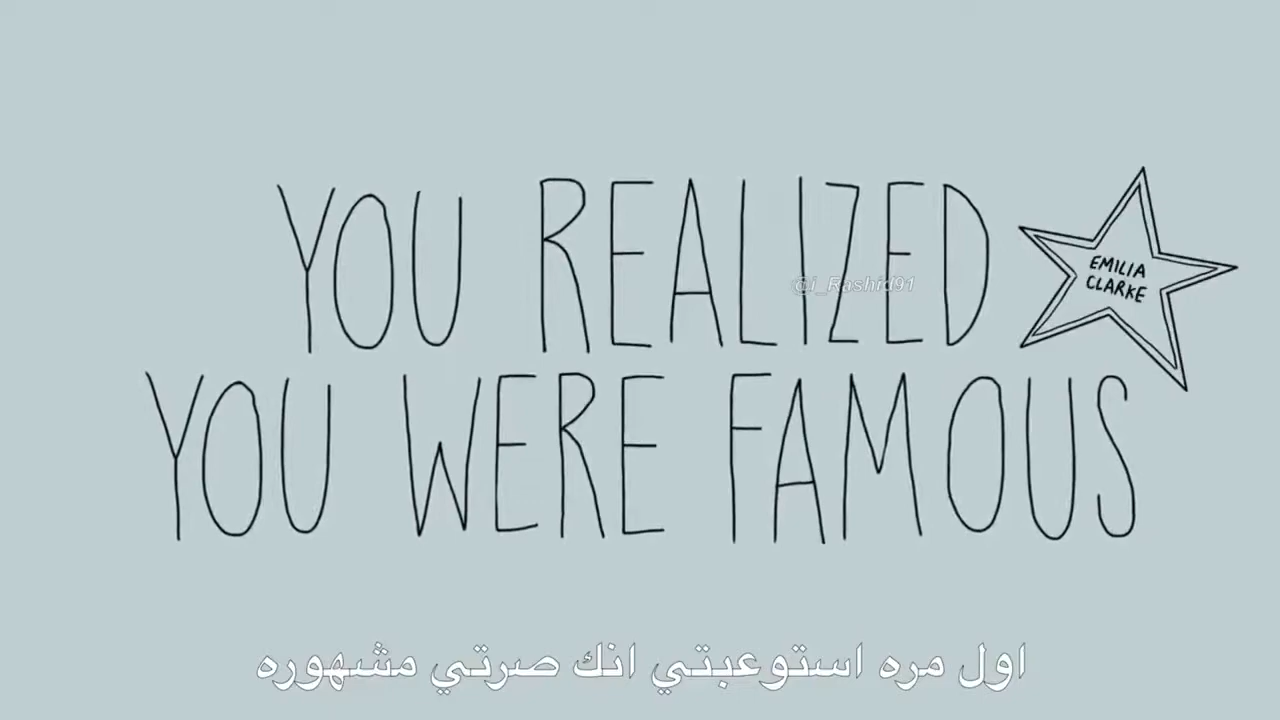 YOU REALIZED
EMILIA
CLARKE
@i_Rashid91
YOU WERE FAMOUS
اول مره استوعبتي انك صرتي مشهوره